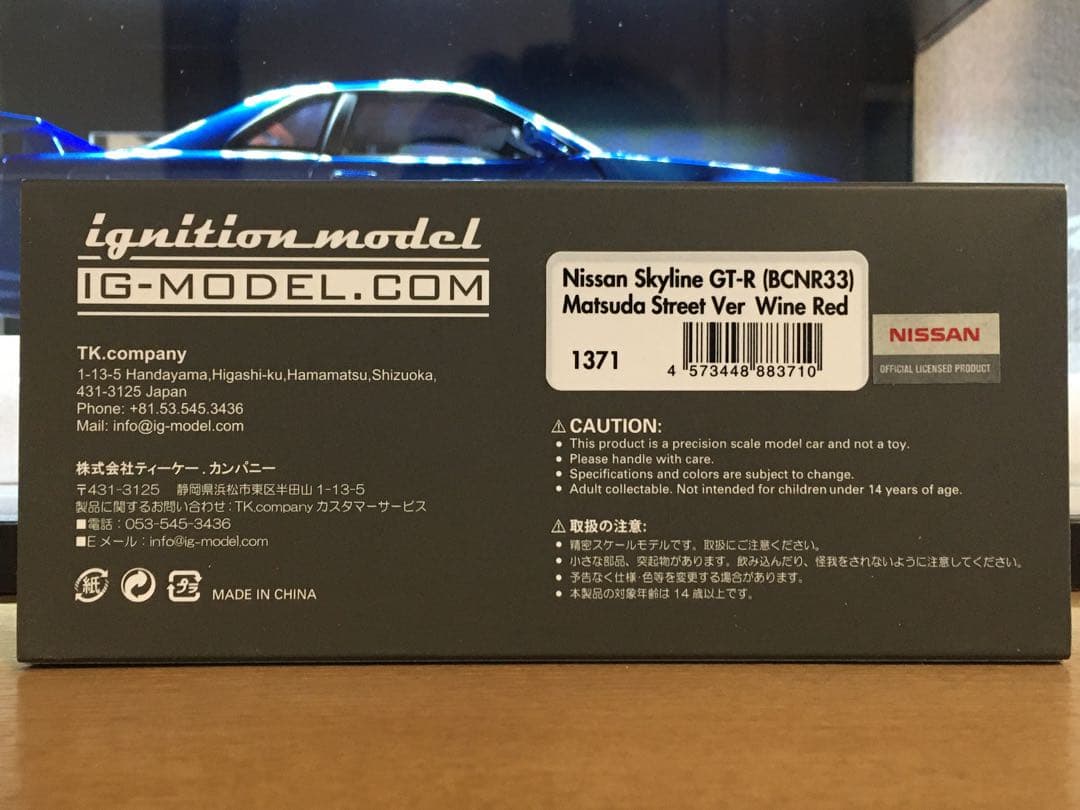 ignition model
IG-MODEL.COM
TK.company
1-13-5 Handayama,Higashi-ku,Hamamatsu,Shizuoka,
431-3125 Japan
Phone: +81.53.545.3436
Mail: info@ig-model.com
株式会社ティーケー.カンパニー
〒431-3125 静岡県浜松市東区半田山1-13-5
製品に関するお問い合わせ:TK.companyカスタマーサービス
■電話:053-545-3436
■Eメール:info@ig-model.com
紙
プラ
MADE IN CHINA
Nissan Skyline GT-R (BCNR33)
Matsuda Street Ver Wine Red
1371
4 573448 883710
NISSAN
OFFICIAL LICENSED PRODUCT
⚠CAUTION:
• This product is a precision scale model car and not a toy.
• Please handle with care.
• Specifications and colors are subject to change.
• Adult collectable. Not intended for children under 14 years of age.
⚠取扱の注意:
• 精密スケールモデルです。取扱にご注意ください。
• 小さな部品、突起物があります。飲み込んだり、怪我をされないように注意してください。
• 予告なく仕様・色等を変更する場合があります。
• 本製品の対象年齢は14歳以上です。